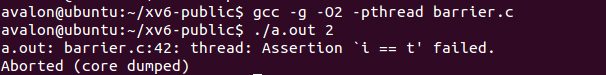 avalon@ubuntu:~/xv6-public$ gcc -g -O2 -pthread barrier.c
avalon@ubuntu:~/xv6-public$ ./a.out 2
a.out: barrier.c:42: thread: Assertion `i == t' failed.
Aborted (core dumped)